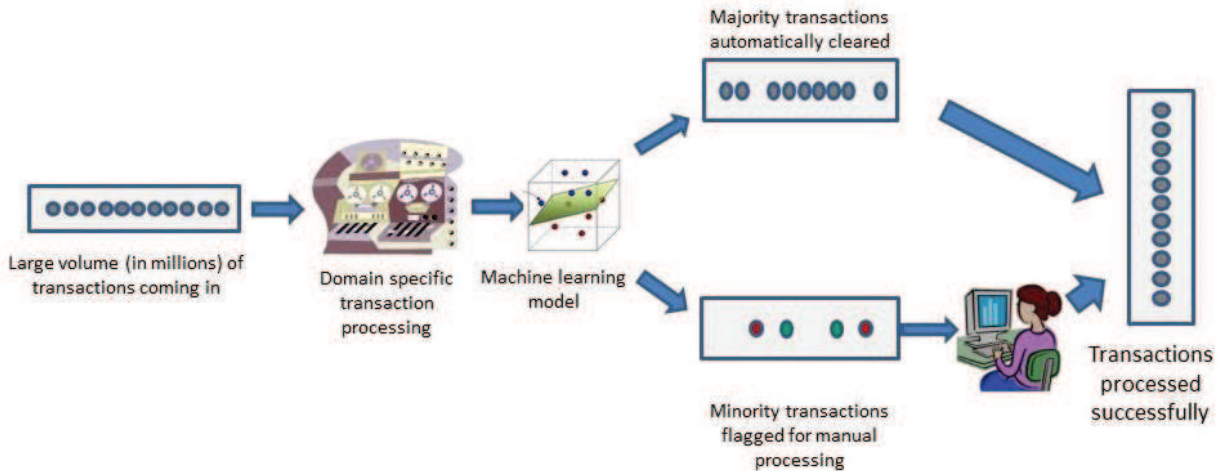 Large volume (in millions) of
transactions coming in
Domain specific
transaction
processing
Machine learning
model
Majority transactions
automatically cleared
Minority transactions
flagged for manual
processing
Transactions
processed
successfully